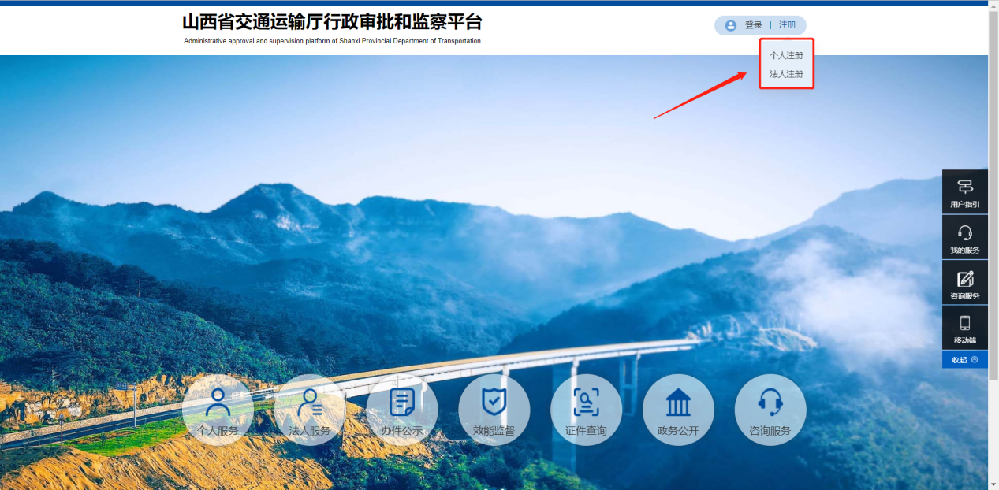 山西省交通运输厅行政审批和监察平台
Administrative approval and supervision platform of Shanxi Provincial Department of Transportation
登录 | 注册
个人注册
法人注册
用户指引
我的服务
咨询服务
移动端
收起
个人服务
法人服务
办件公示
效能监督
证件查询
政务公开
咨询服务